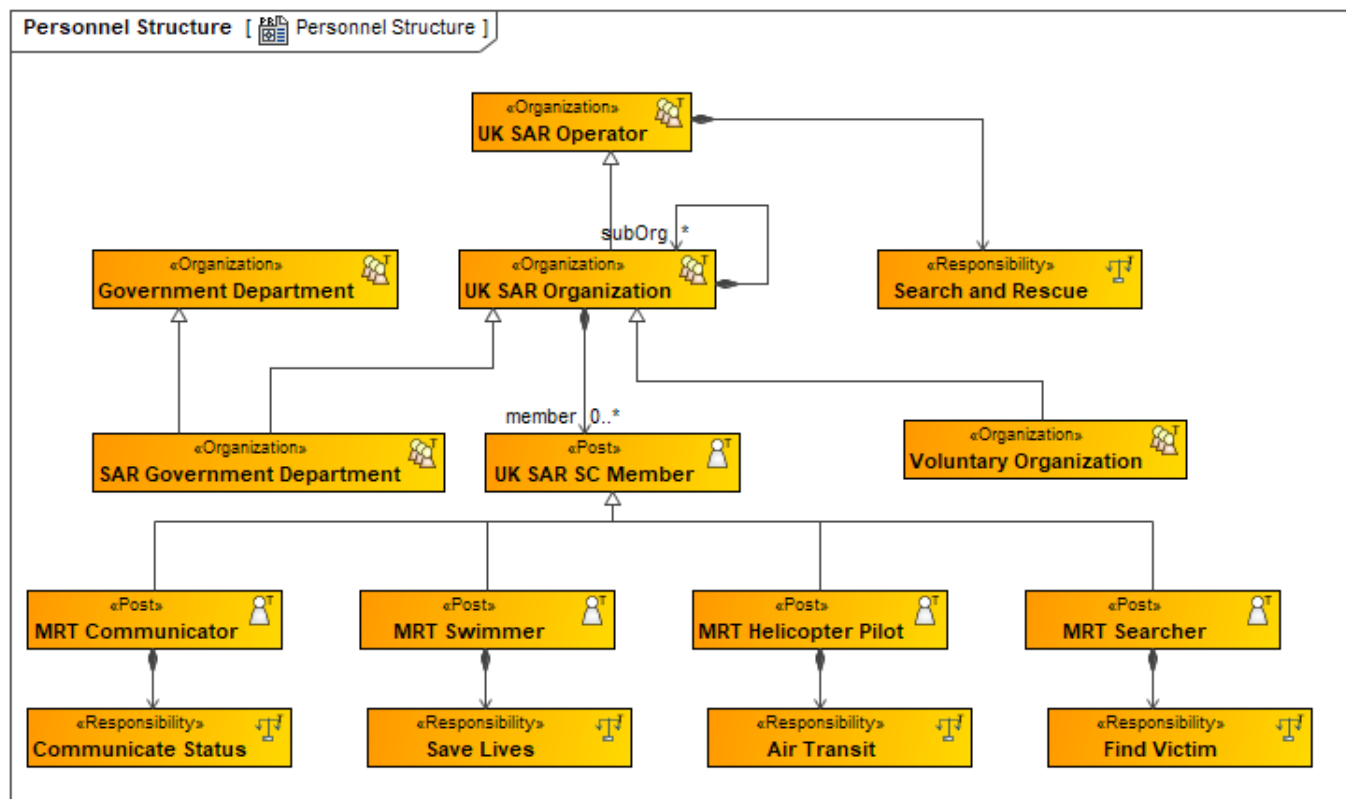 Personnel Structure [ Personnel Structure ]
«Organization»
UK SAR Operator
subOrg *
«Organization»
Government Department
«Organization»
UK SAR Organization
«Responsibility»
Search and Rescue
member 0..*
«Organization»
SAR Government Department
«Post»
UK SAR SC Member
«Organization»
Voluntary Organization
«Post»
MRT Communicator
«Post»
MRT Swimmer
«Post»
MRT Helicopter Pilot
«Post»
MRT Searcher
«Responsibility»
Communicate Status
«Responsibility»
Save Lives
«Responsibility»
Air Transit
«Responsibility»
Find Victim